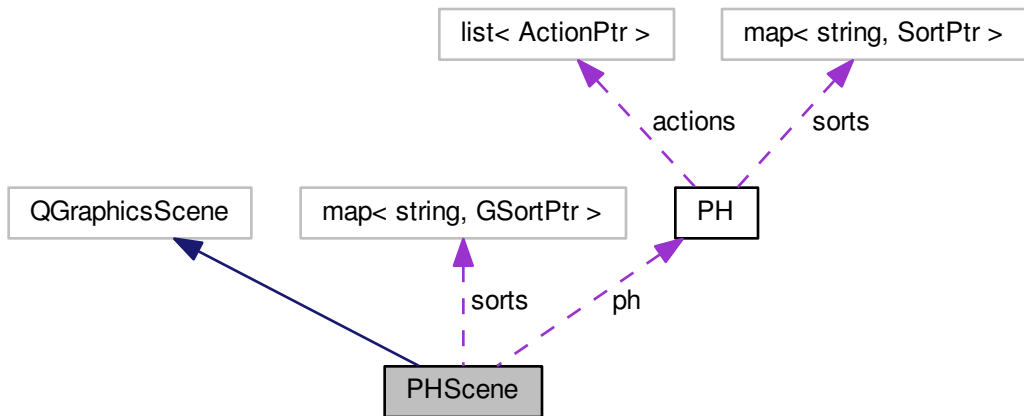 list< ActionPtr >
map< string, SortPtr >
actions
sorts
QGraphicsScene
map< string, GSortPtr >
PH
sorts
ph
PHScene